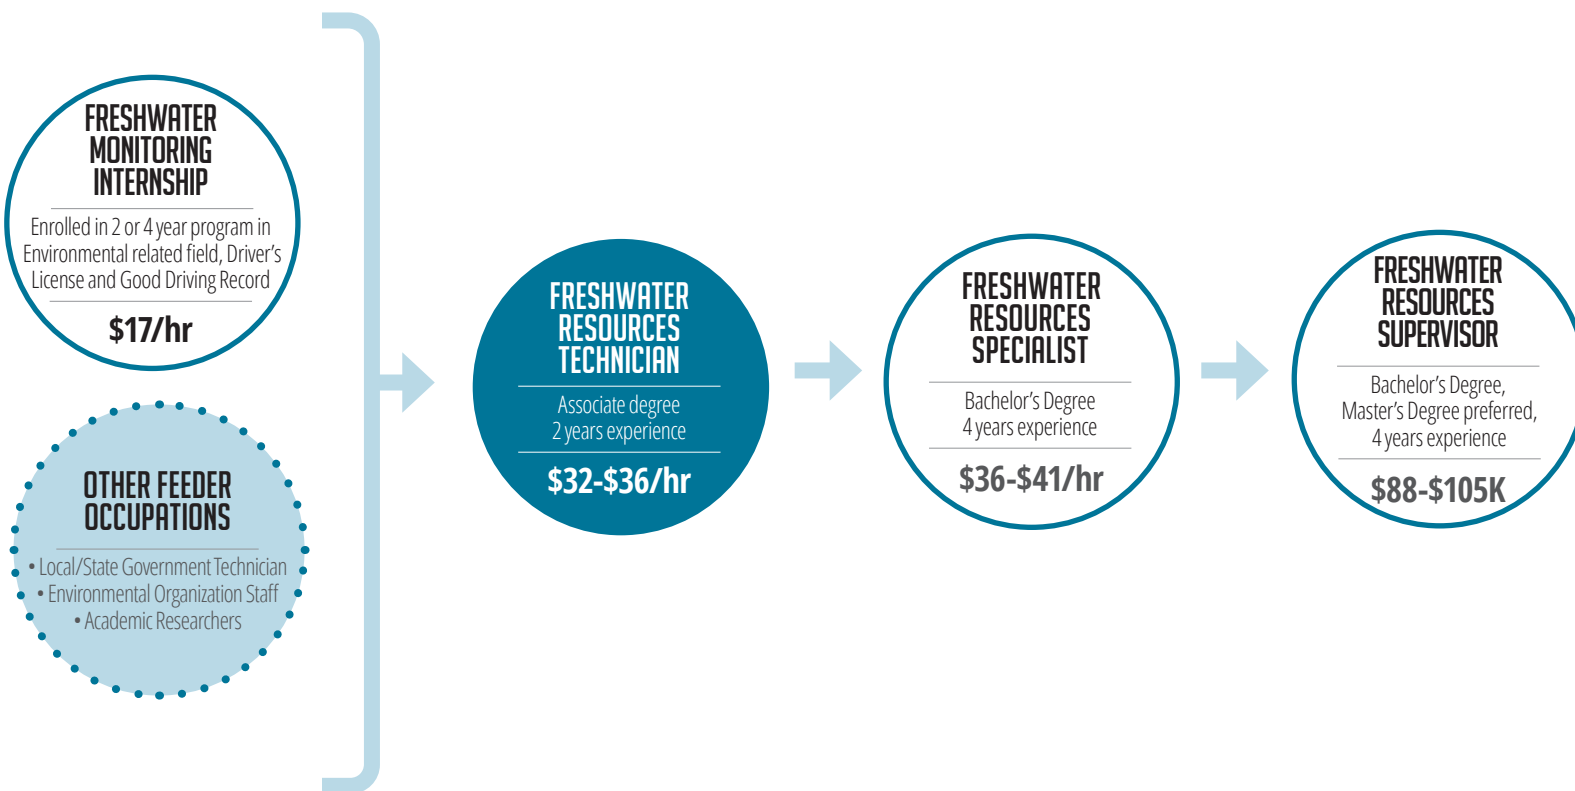 FRESHWATER
MONITORING
INTERNSHIP
Enrolled in 2 or 4 year program in
Environmental related field, Driver's
License and Good Driving Record
$17/hr
OTHER FEEDER
OCCUPATIONS
• Local/State Government Technician
• Environmental Organization Staff
• Academic Researchers
FRESHWATER
RESOURCES
TECHNICIAN
Associate degree
2 years experience
$32-$36/hr
FRESHWATER
RESOURCES
SPECIALIST
Bachelor's Degree
4 years experience
$36-$41/hr
FRESHWATER
RESOURCES
SUPERVISOR
Bachelor's Degree,
Master's Degree preferred,
4 years experience
$88-$105K